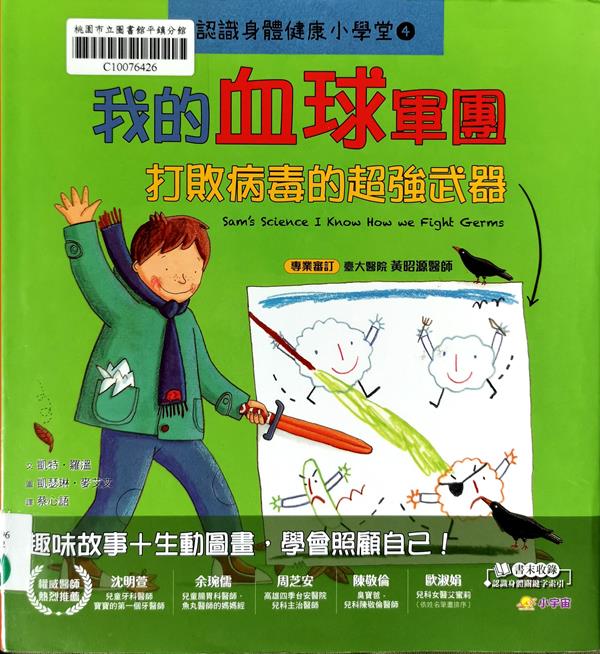 桃園市立圖書館平鎮分館
C10076426
認識身體健康小學堂4
我的血球軍團
打敗病毒的超強武器
Sam's Science I Know How we Fight Germs
專業審訂 臺大醫院 黃昭源醫師
文 凱特‧羅溫
圖 凱瑟琳‧麥艾文
譯 蔡心語
趣味故事＋生動圖畫，學會照顧自己！
權威醫師
熱烈推薦
沈明萱
兒童牙科醫師
寶寶的第一個牙醫師
余琬儒
兒童腸胃科醫師、
魚丸醫師的媽媽經
周芝安
高雄四季台安醫院
兒科主治醫師
陳敬倫
臭寶爸、
兒科陳敬倫醫師
歐淑娟
兒科女醫艾蜜莉
（依姓名筆畫排序）
書末收錄
認識身體關鍵字索引
小宇宙